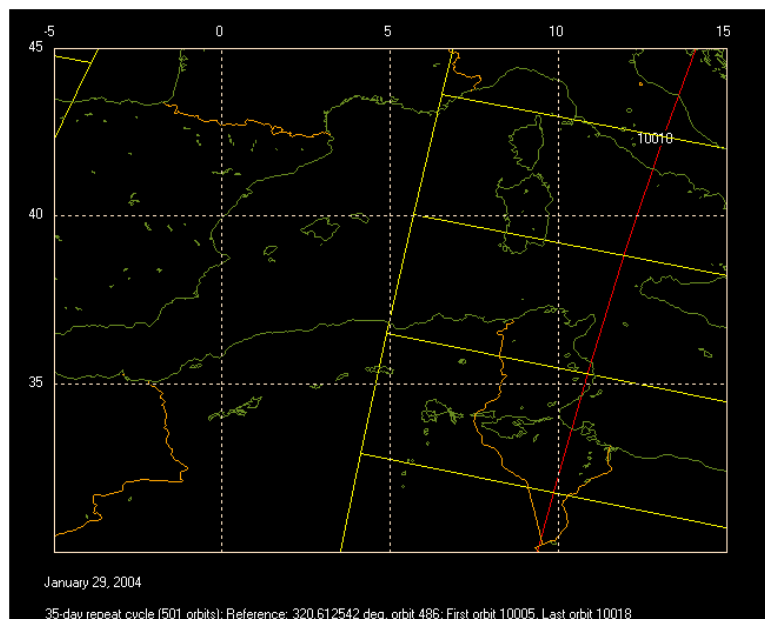 -5 0 5 10 15
45
10018
40
35
January 29, 2004
35-day repeat cycle (501 orbits); Reference: 320.612542 deg, orbit 486; First orbit 10005, Last orbit 10018